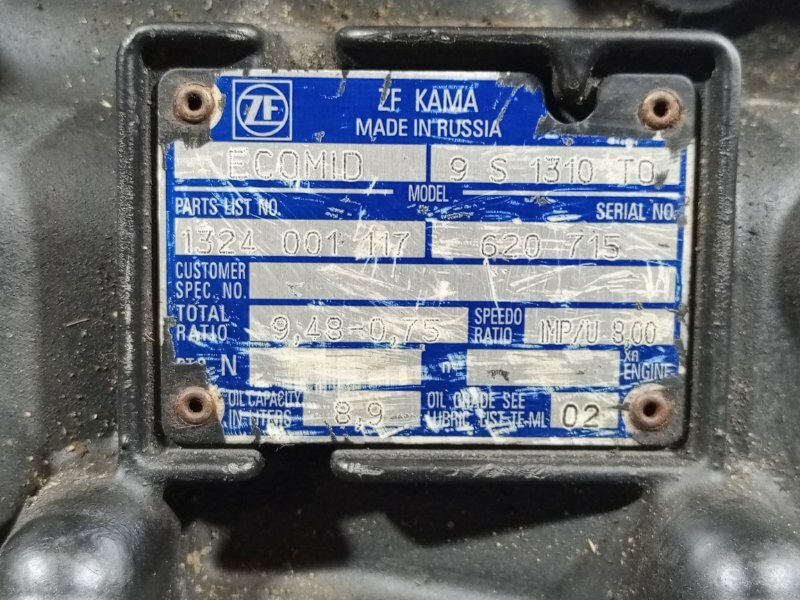 ZF
ZF KAMA
MADE IN RUSSIA
ECOMID 9 S 1310 TO
MODEL
PARTS LIST NO. SERIAL NO.
1324 001 117 620 715
CUSTOMER
SPEC. NO.
TOTAL
RATIO 9,48-0,75 SPEEDO
RATIO IMP/U 8,00
N n
ENGINE
OIL CAPACITY
IN LITERS 8,9 OIL GRADE SEE
LUBRIC. LIST TE-ML 02